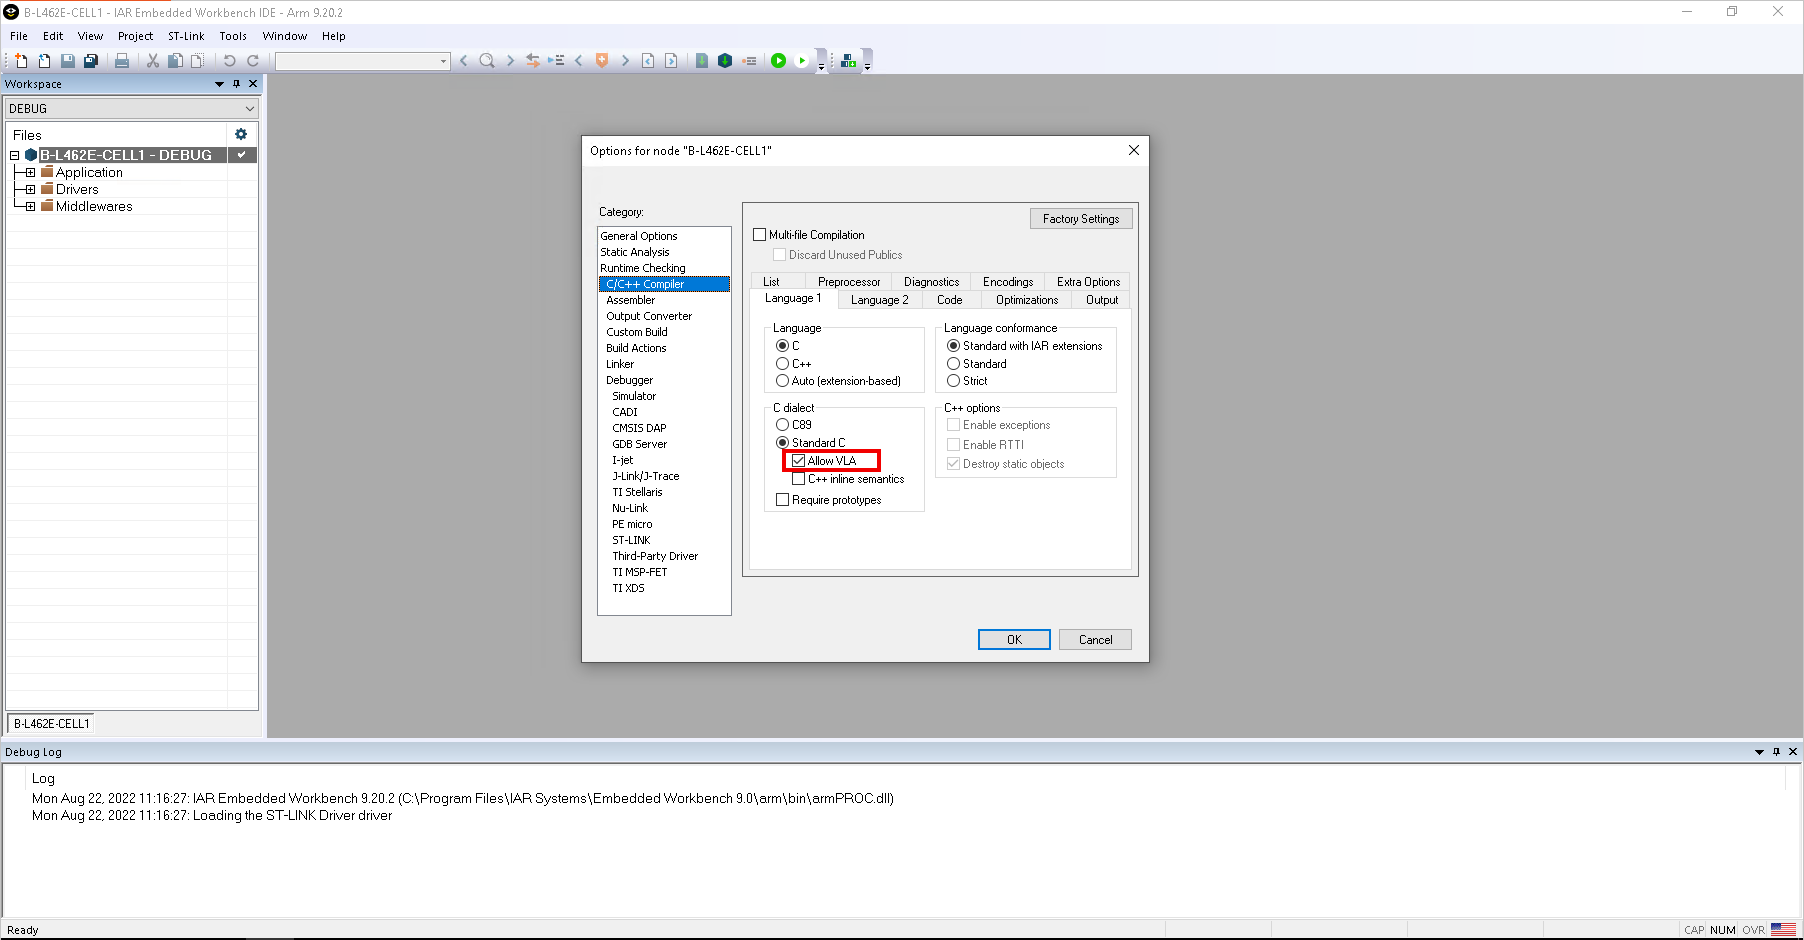 B-L462E-CELL1 - IAR Embedded Workbench IDE - Arm 9.20.2
File Edit View Project ST-Link Tools Window Help
Workspace
DEBUG
Files
B-L462E-CELL1 - DEBUG
Application
Drivers
Middlewares
B-L462E-CELL1
Options for node "B-L462E-CELL1"
Category:
General Options
Static Analysis
Runtime Checking
C/C++ Compiler
Assembler
Output Converter
Custom Build
Build Actions
Linker
Debugger
Simulator
CADI
CMSIS DAP
GDB Server
I-jet
J-Link/J-Trace
TI Stellaris
Nu-Link
PE micro
ST-LINK
Third-Party Driver
TI MSP-FET
TI XDS
Factory Settings
Multi-file Compilation
Discard Unused Publics
List Preprocessor Diagnostics Encodings Extra Options
Language 1 Language 2 Code Optimizations Output
Language
C
C++
Auto (extension-based)
Language conformance
Standard with IAR extensions
Standard
Strict
C dialect
C89
Standard C
Allow VLA
C++ inline semantics
Require prototypes
C++ options
Enable exceptions
Enable RTTI
Destroy static objects
OK Cancel
Debug Log
Log
Mon Aug 22, 2022 11:16:27: IAR Embedded Workbench 9.20.2 (C:\Program Files\IAR Systems\Embedded Workbench 9.0\arm\bin\armPROC.dll)
Mon Aug 22, 2022 11:16:27: Loading the ST-LINK Driver driver
Ready
CAP NUM OVR